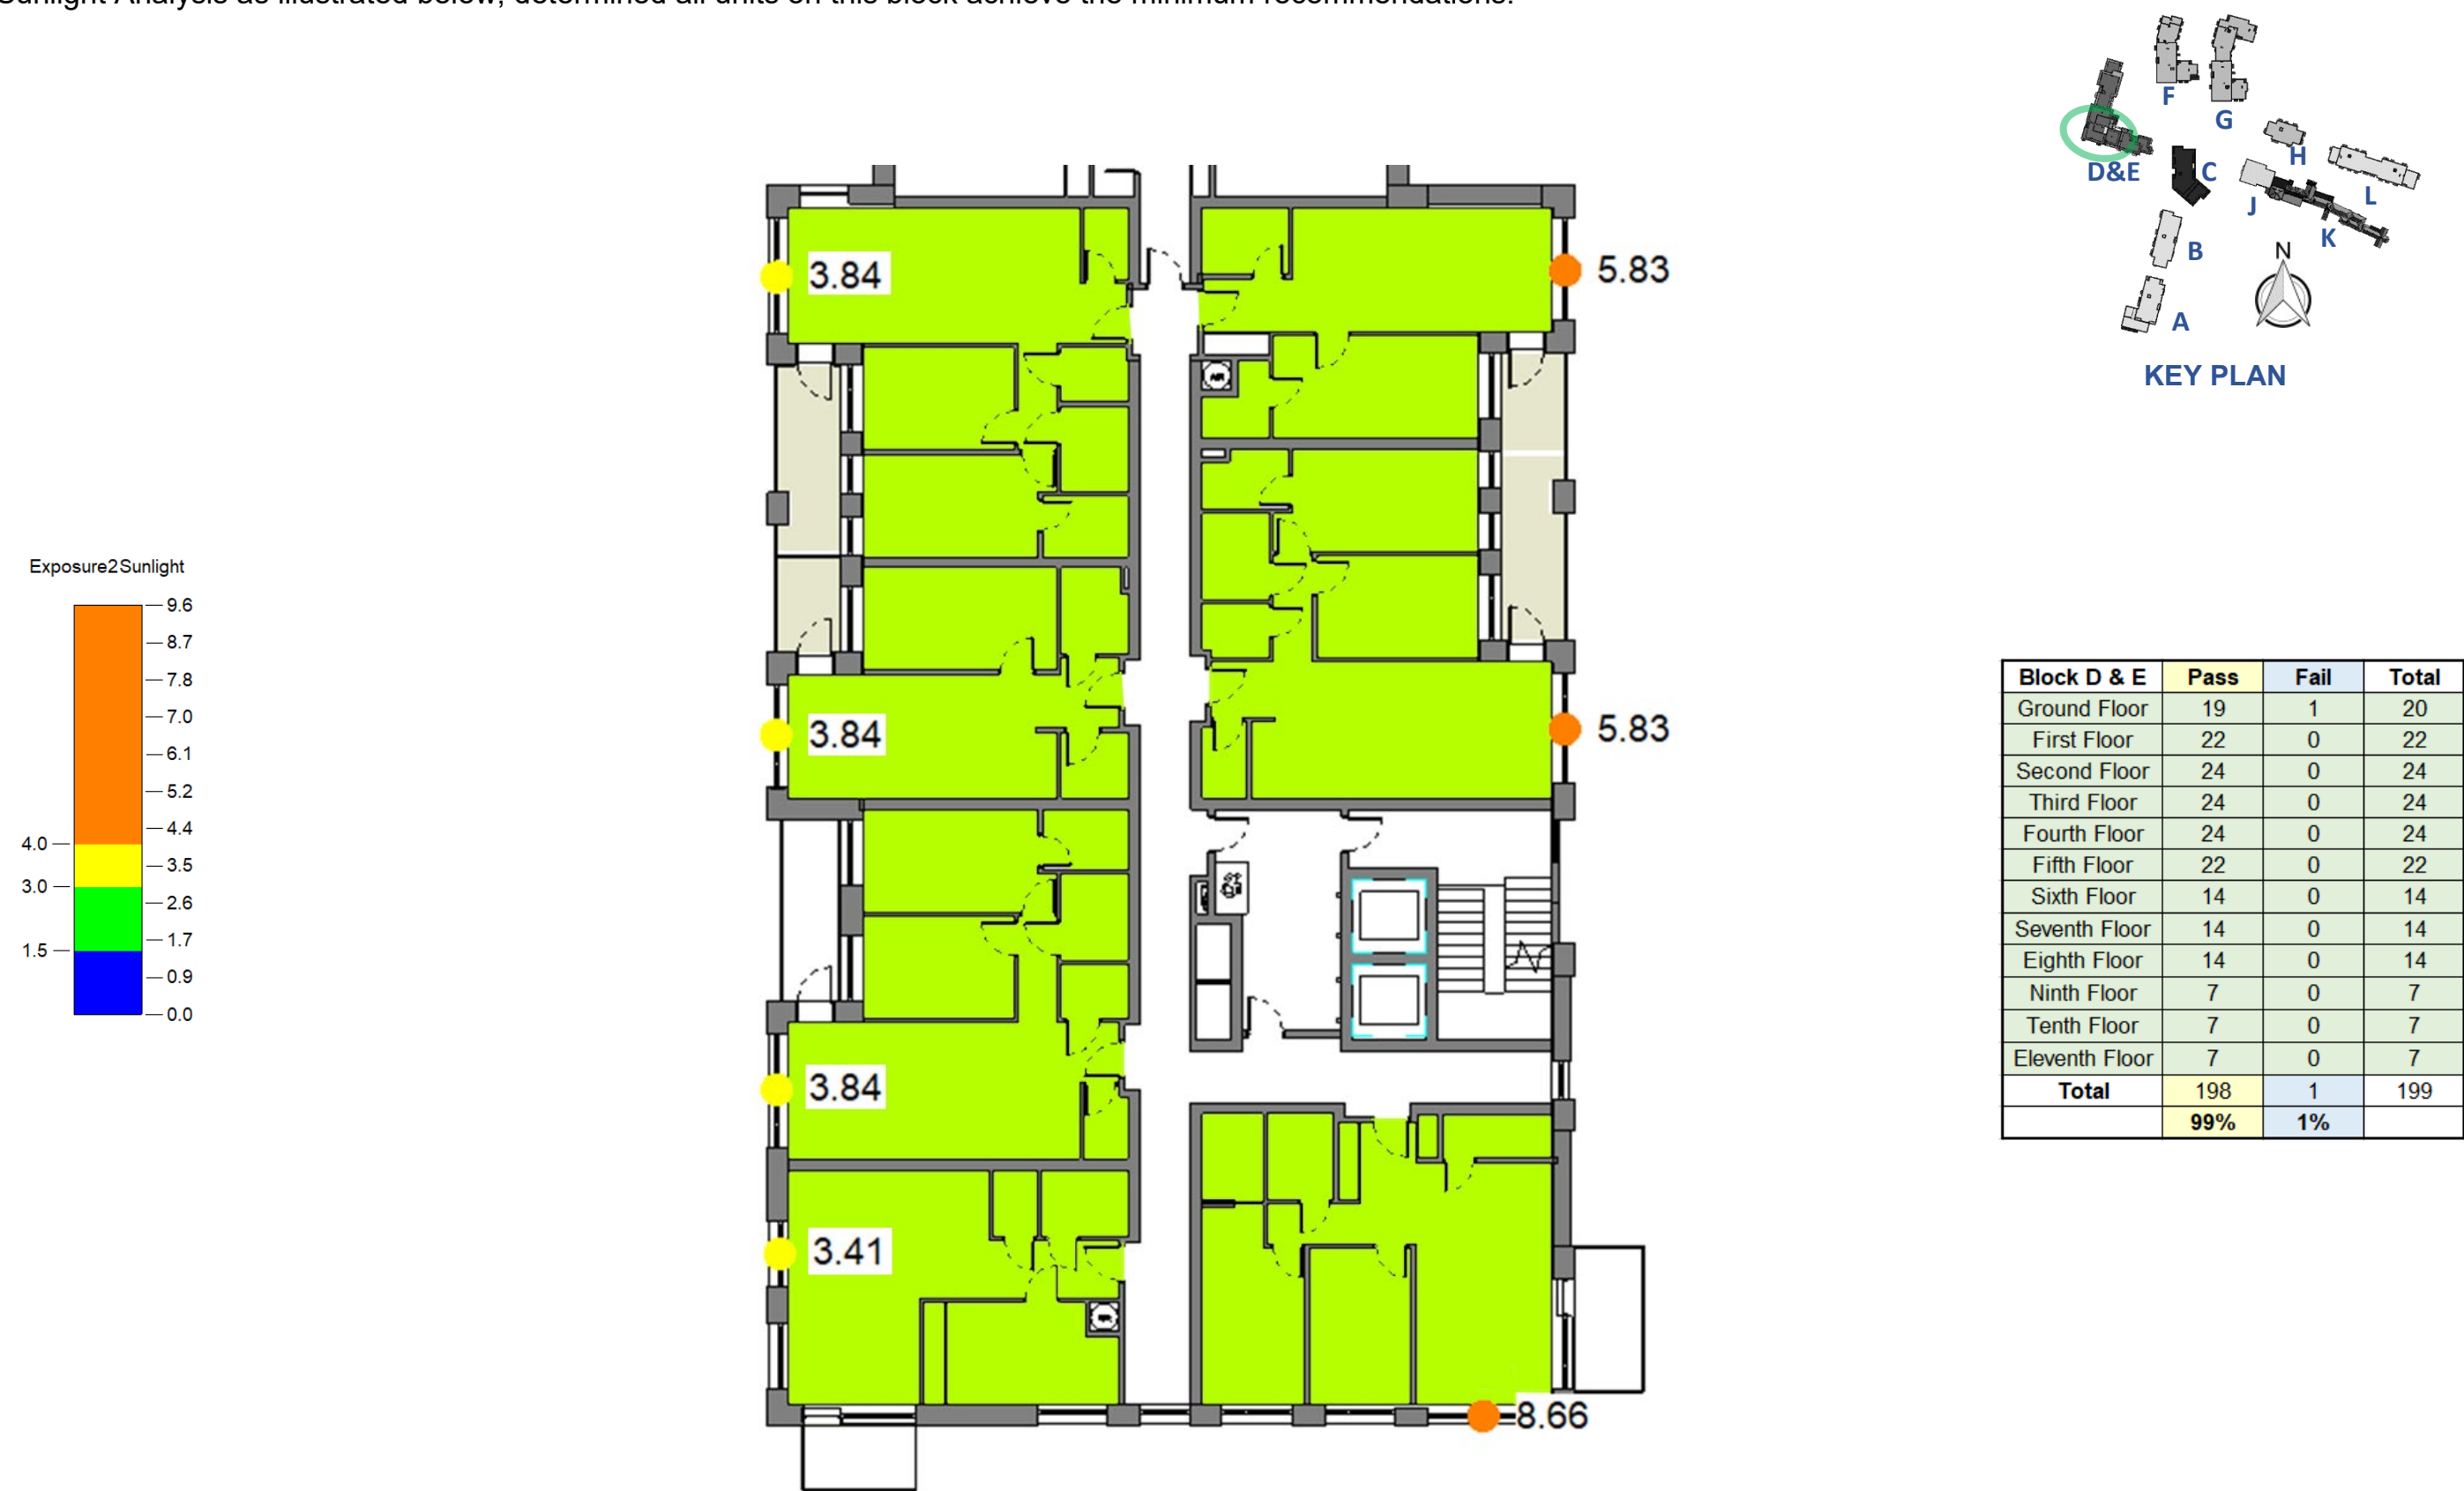 Sunlight Analysis as illustrated below, determined all units on this block achieve the minimum recommendations.
F
G
H
D&E
C
L
J
K
B
N
A
KEY PLAN
3.84
5.83
3.84
5.83
3.84
3.41
8.66
Exposure2Sunlight
9.6
8.7
7.8
7.0
6.1
5.2
4.4
4.0
3.5
3.0
2.6
1.7
1.5
0.9
0.0
Block D & E Pass Fail Total
Ground Floor 19 1 20
First Floor 22 0 22
Second Floor 24 0 24
Third Floor 24 0 24
Fourth Floor 24 0 24
Fifth Floor 22 0 22
Sixth Floor 14 0 14
Seventh Floor 14 0 14
Eighth Floor 14 0 14
Ninth Floor 7 0 7
Tenth Floor 7 0 7
Eleventh Floor 7 0 7
Total 198 1 199
99% 1%